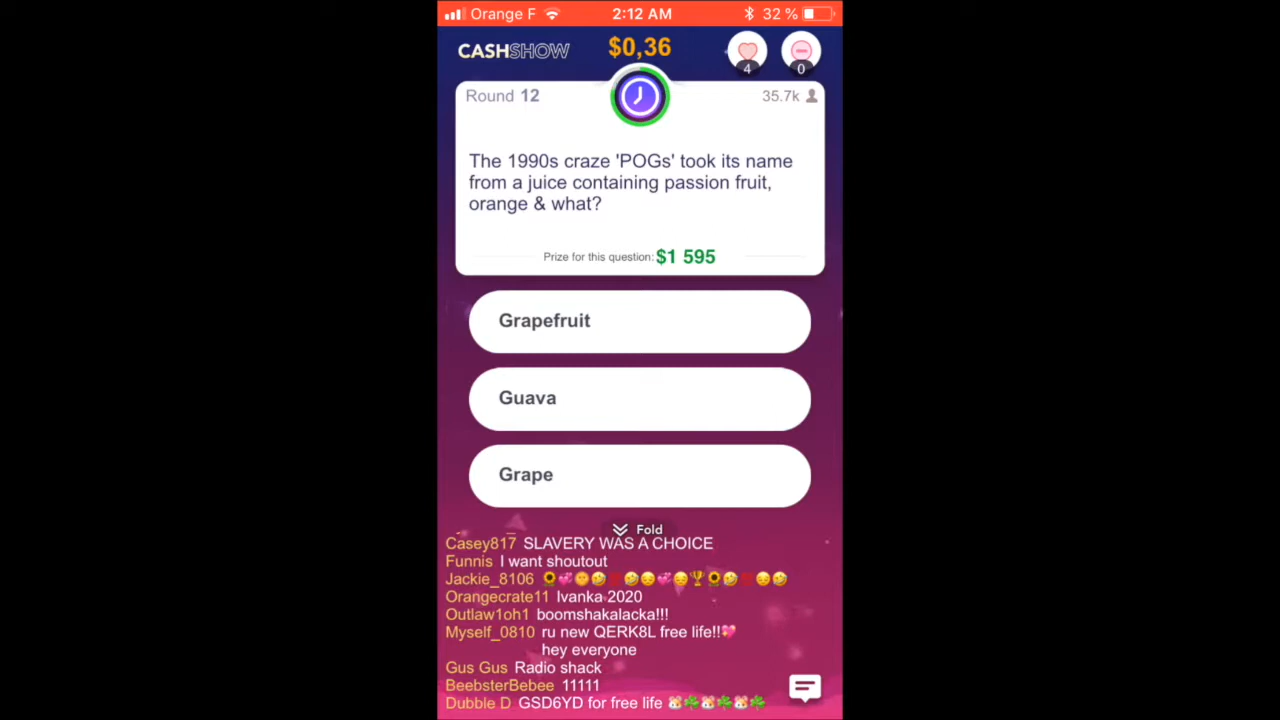 Orange F 2:12 AM 32 %
CASHSHOW $0,36
4 0
Round 12 35.7k
The 1990s craze 'POGs' took its name
from a juice containing passion fruit,
orange & what?
Prize for this question: $1 595
Grapefruit
Guava
Grape
Fold
Casey817 SLAVERY WAS A CHOICE
Funnis I want shoutout
Jackie_8106 🌻💞🤣💯🤣😔💞😔🏆🌻🤣💯😔🤣
Orangecrate11 Ivanka 2020
Outlaw1oh1 boomshakalacka!!!
Myself_0810 ru new QERK8L free life!!💖
hey everyone
Gus Gus Radio shack
BeebsterBebee 11111
Dubble D GSD6YD for free life 🐹🍀🐹🍀🐹🍀